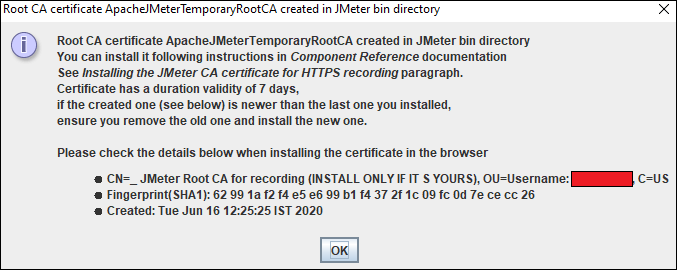 Root CA certificate ApacheJMeterTemporaryRootCA created in JMeter bin directory
Root CA certificate ApacheJMeterTemporaryRootCA created in JMeter bin directory
You can install it following instructions in Component Reference documentation
See Installing the JMeter CA certificate for HTTPS recording paragraph.
Certificate has a duration validity of 7 days,
if the created one (see below) is newer than the last one you installed,
ensure you remove the old one and install the new one.
Please check the details below when installing the certificate in the browser
CN=_ JMeter Root CA for recording (INSTALL ONLY IF IT S YOURS), OU=Username: , C=US
Fingerprint(SHA1): 62 99 1a f2 f4 e5 e6 99 b1 f4 37 2f 1c 09 fc 0d 7e ce cc 26
Created: Tue Jun 16 12:25:25 IST 2020
OK